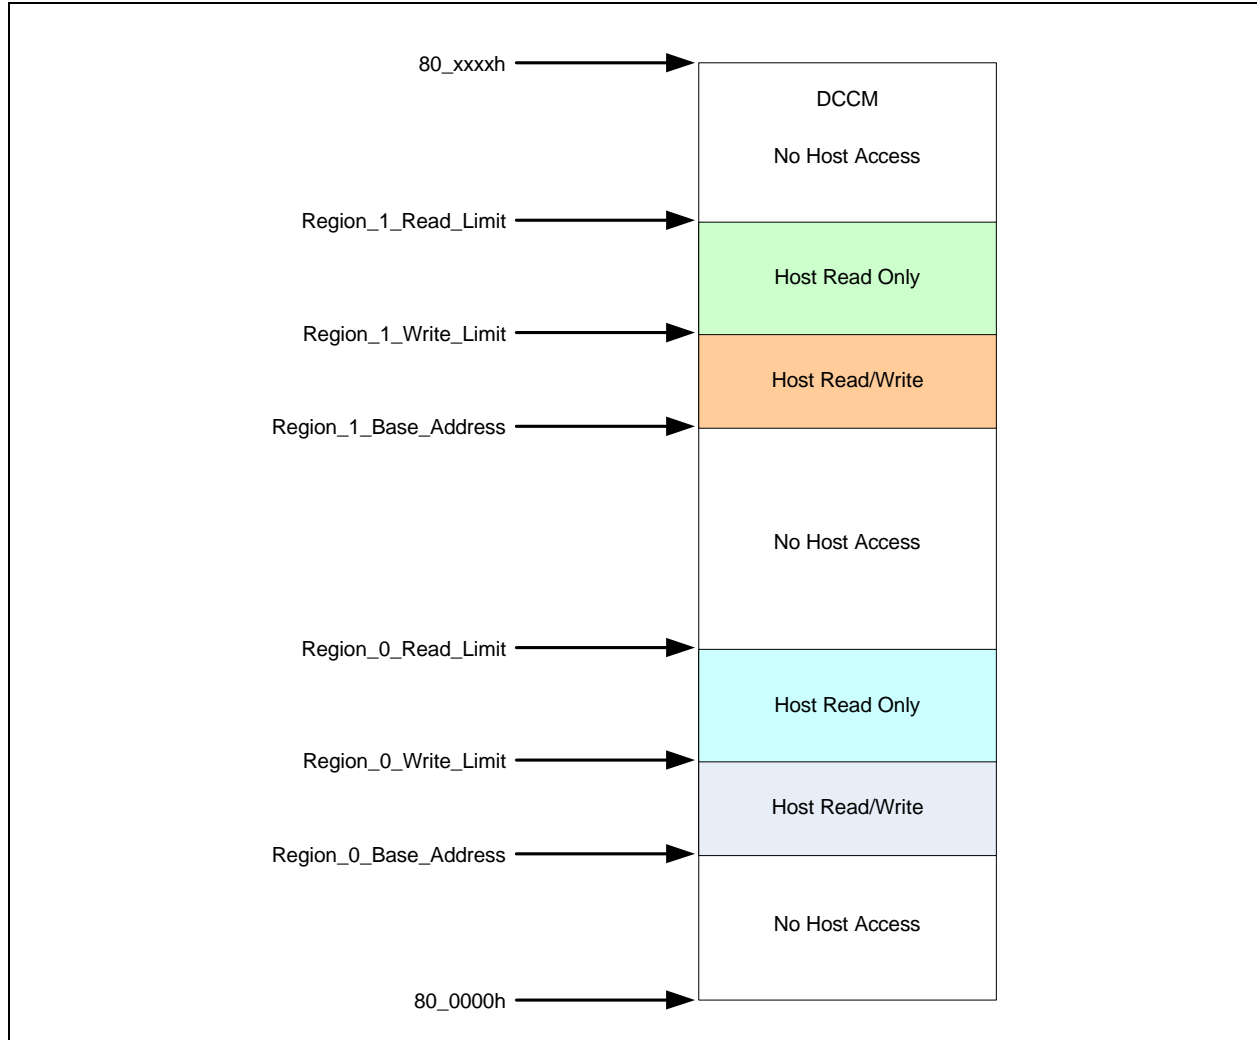 80_xxxxh
DCCM
No Host Access
Region_1_Read_Limit
Host Read Only
Region_1_Write_Limit
Host Read/Write
Region_1_Base_Address
No Host Access
Region_0_Read_Limit
Host Read Only
Region_0_Write_Limit
Host Read/Write
Region_0_Base_Address
No Host Access
80_0000h